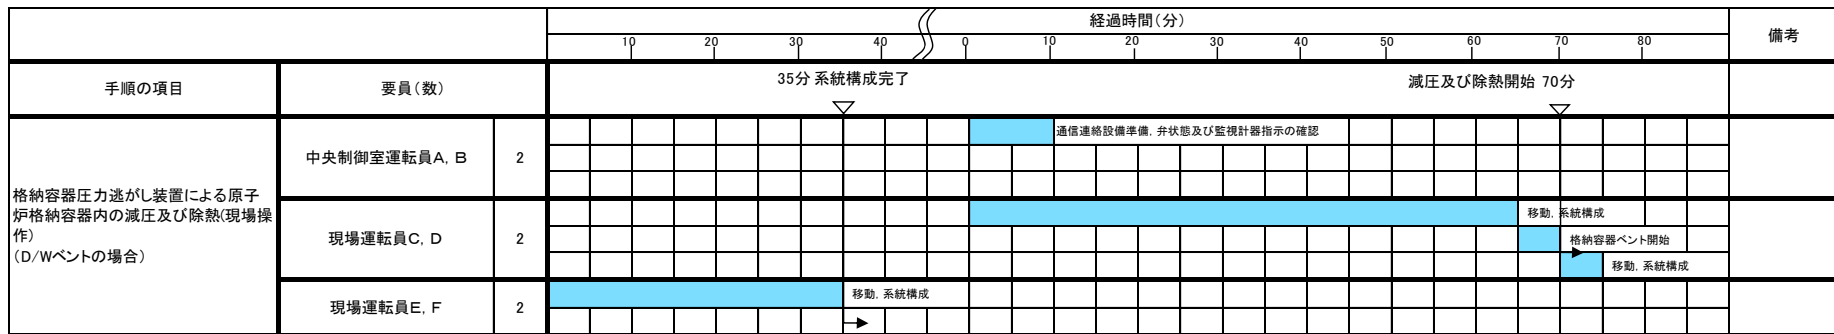 経過時間(分)
備考
10 20 30 40 0 10 20 30 40 50 60 70 80
手順の項目
要員(数)
35分 系統構成完了
減圧及び除熱開始 70分
格納容器圧力逃がし装置による原子
炉格納容器内の減圧及び除熱(現場操
作)
(D/Wベントの場合)
中央制御室運転員A, B
2
通信連絡設備準備, 弁状態及び監視計器指示の確認
現場運転員C, D
2
移動, 系統構成
格納容器ベント開始
移動, 系統構成
現場運転員E, F
2
移動, 系統構成